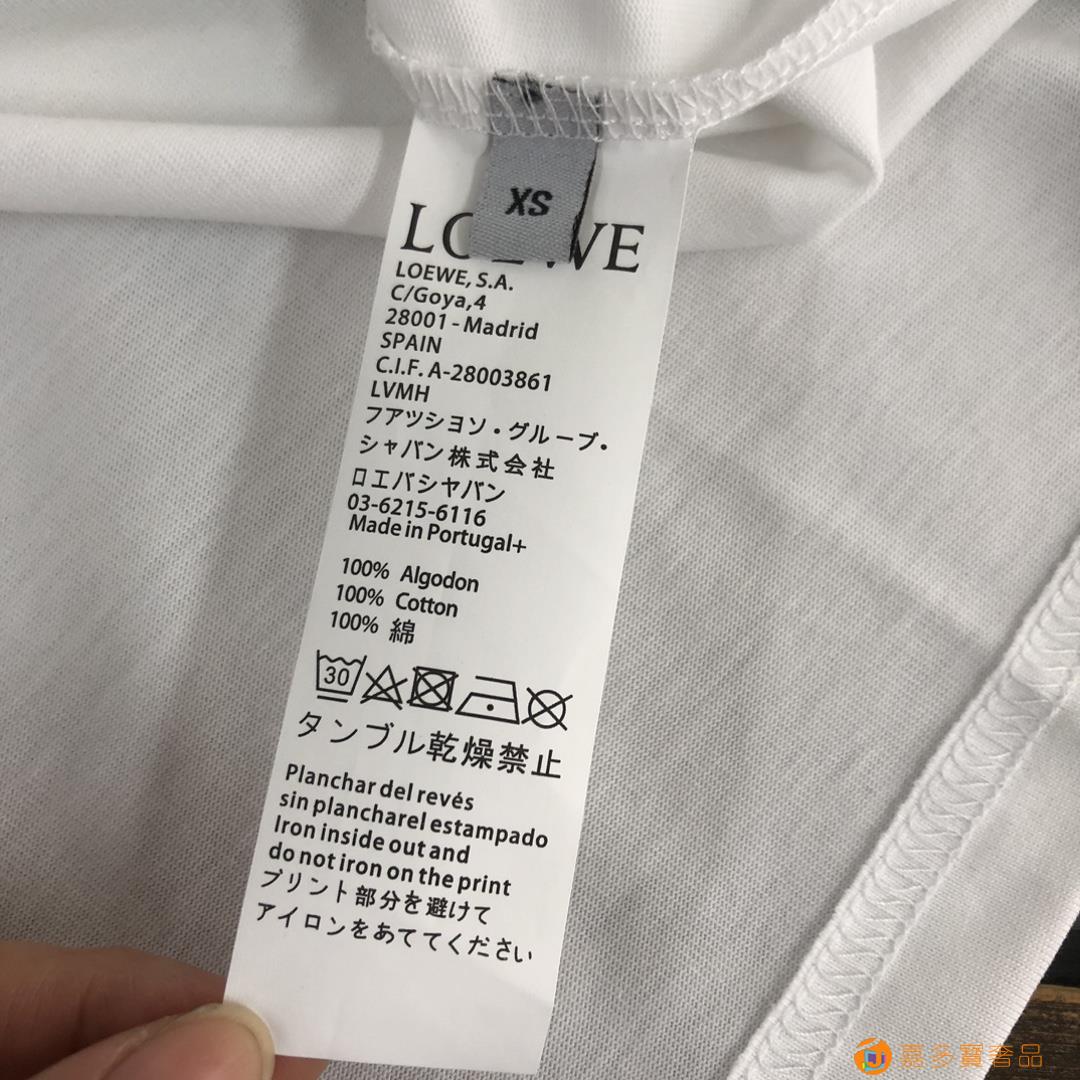 XS
LOEWE
LOEWE, S.A.
C/Goya,4
28001 - Madrid
SPAIN
C.I.F. A-28003861
LVMH
フアツシヨソ・グループ・
シャバン株式会社
ロエバシヤバン
03-6215-6116
Made in Portugal+
100% Algodon
100% Cotton
100% 綿
30
タンブル乾燥禁止
Planchar del revés
sin plancharel estampado
Iron inside out and
do not iron on the print
プリント部分を避けて
アイロンをあててください
嘉多寶奢品